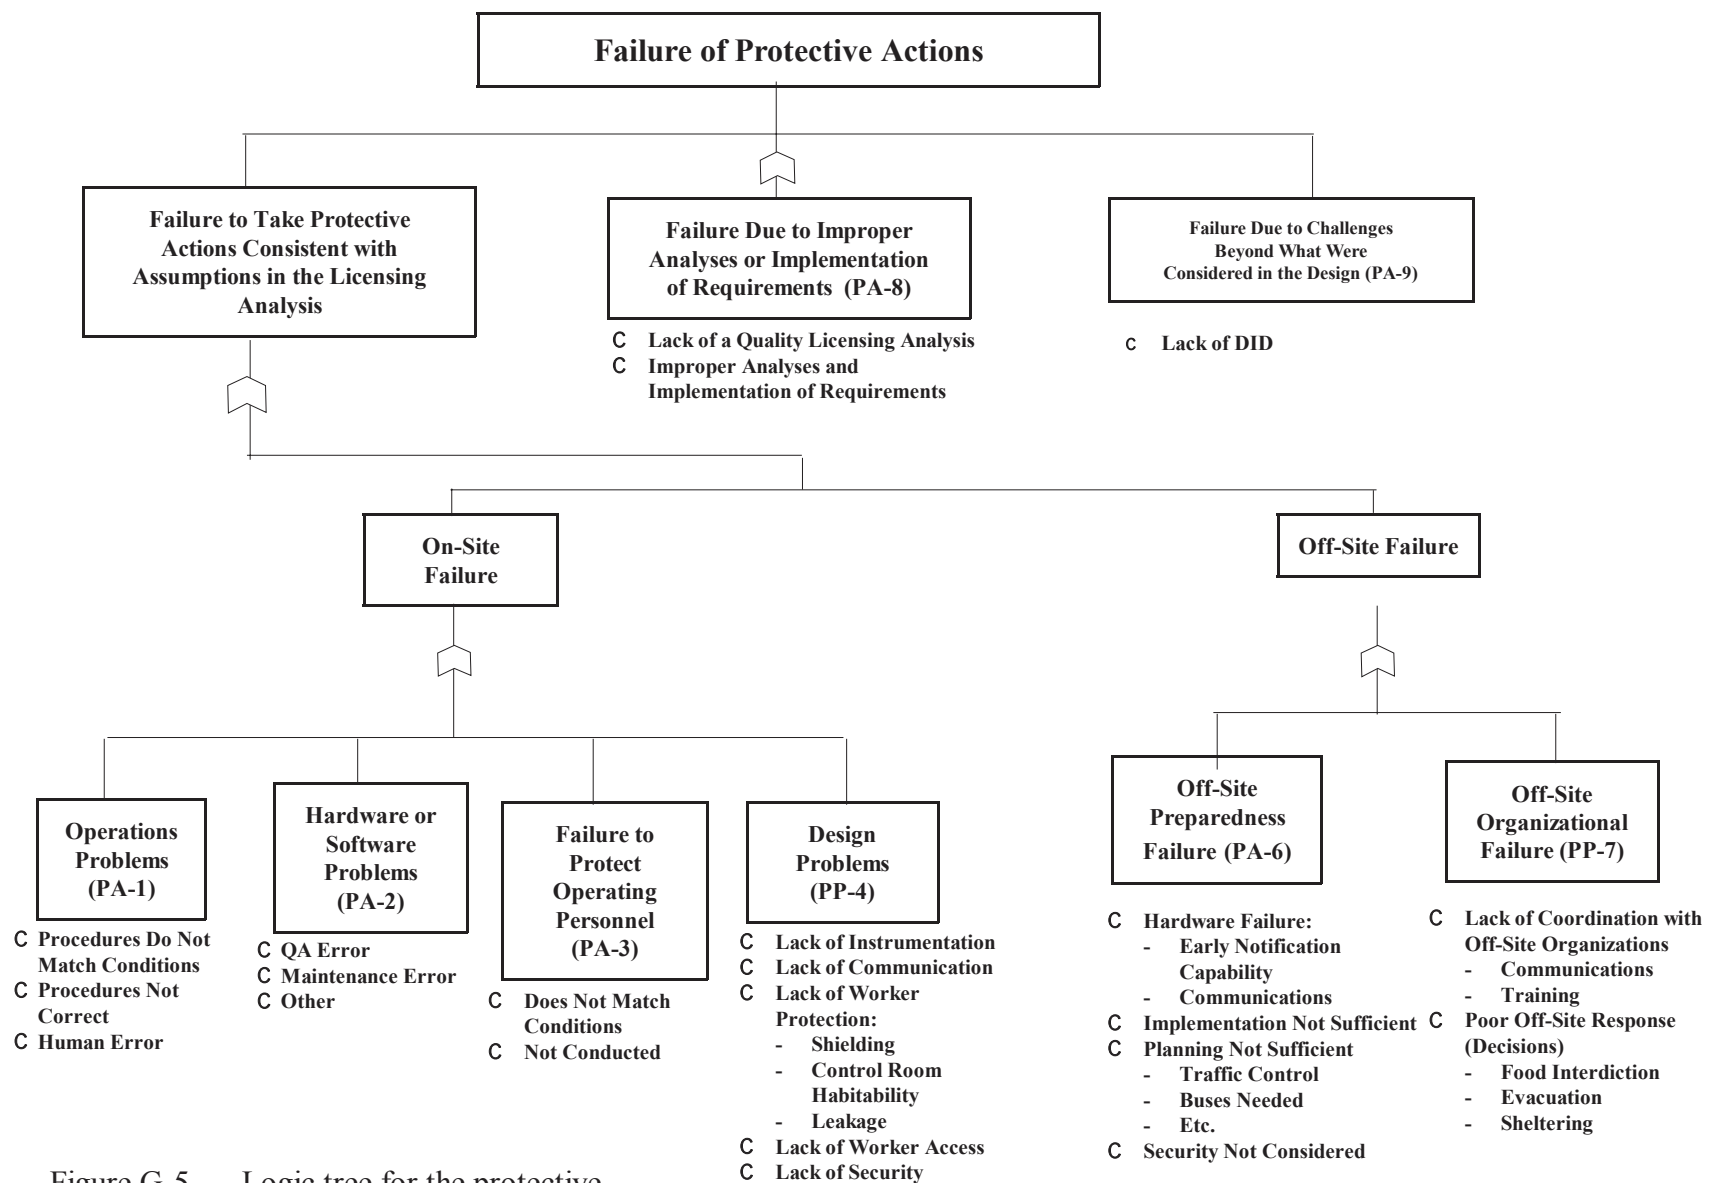 Failure of Protective Actions
Failure to Take Protective
Actions Consistent with
Assumptions in the Licensing
Analysis
Failure Due to Improper
Analyses or Implementation
of Requirements (PA-8)
C Lack of a Quality Licensing Analysis
C Improper Analyses and
Implementation of Requirements
Failure Due to Challenges
Beyond What Were
Considered in the Design (PA-9)
C Lack of DID
On-Site
Failure
Off-Site Failure
Operations
Problems
(PA-1)
C Procedures Do Not
Match Conditions
C Procedures Not
Correct
C Human Error
Hardware or
Software
Problems
(PA-2)
C QA Error
C Maintenance Error
C Other
Failure to
Protect
Operating
Personnel
(PA-3)
C Does Not Match
Conditions
C Not Conducted
Design
Problems
(PP-4)
C Lack of Instrumentation
C Lack of Communication
C Lack of Worker
Protection:
- Shielding
- Control Room
Habitability
- Leakage
C Lack of Worker Access
C Lack of Security
Off-Site
Preparedness
Failure (PA-6)
C Hardware Failure:
- Early Notification
Capability
- Communications
C Implementation Not Sufficient
C Planning Not Sufficient
- Traffic Control
- Buses Needed
- Etc.
C Security Not Considered
Off-Site
Organizational
Failure (PP-7)
C Lack of Coordination with
Off-Site Organizations
- Communications
- Training
C Poor Off-Site Response
(Decisions)
- Food Interdiction
- Evacuation
- Sheltering
Figure G-5 Logic tree for the protective